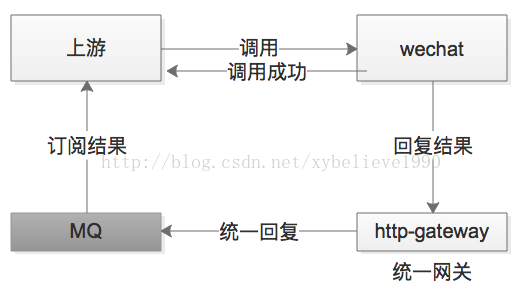 上游
调用
wechat
调用成功
订阅结果
回复结果
http://blog.csdn.net/xybelieve1990
MQ
统一回复
http-gateway
统一网关